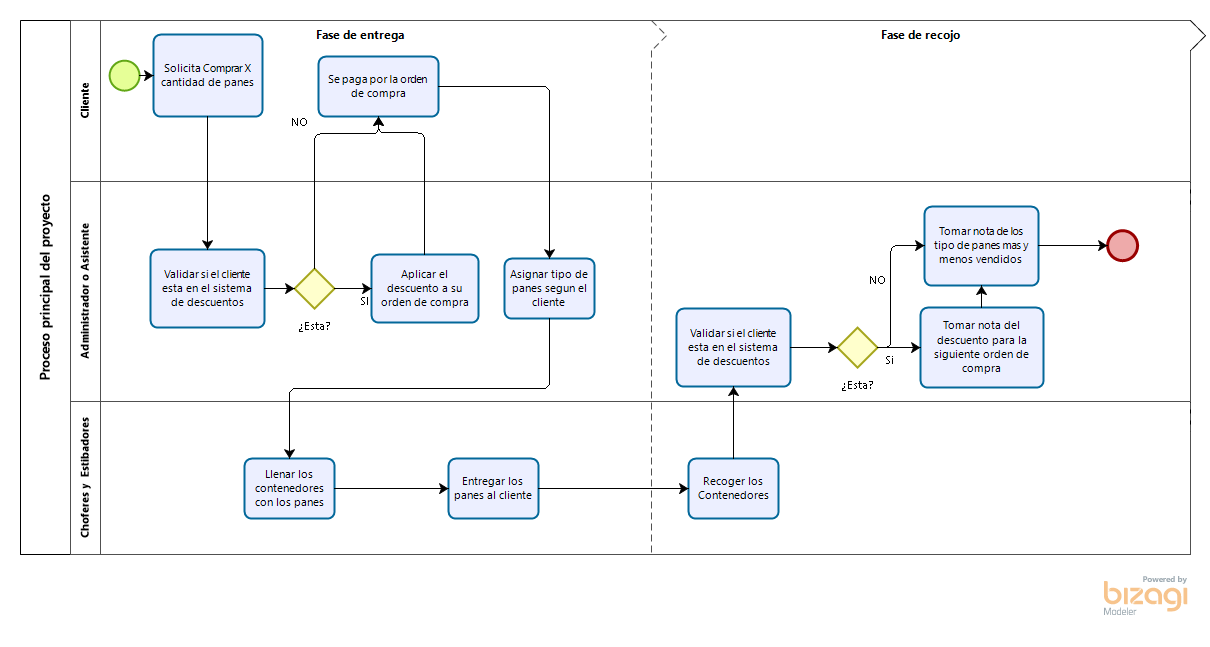 Fase de entrega
Fase de recojo
Proceso principal del proyecto
Cliente
Solicita Comprar X
cantidad de panes
Se paga por la orden
de compra
NO
Administrador o Asistente
Validar si el cliente
esta en el sistema
de descuentos
¿Esta?
SI
Aplicar el
descuento a su
orden de compra
Asignar tipo de
panes segun el
cliente
Validar si el cliente
esta en el sistema
de descuentos
¿Esta?
NO
Si
Tomar nota de los
tipo de panes mas y
menos vendidos
Tomar nota del
descuento para la
siguiente orden de
compra
Choferes y Estibadores
Llenar los
contenedores
con los panes
Entregar los
panes al cliente
Recoger los
Contenedores
Powered by
bizagi
Modeler